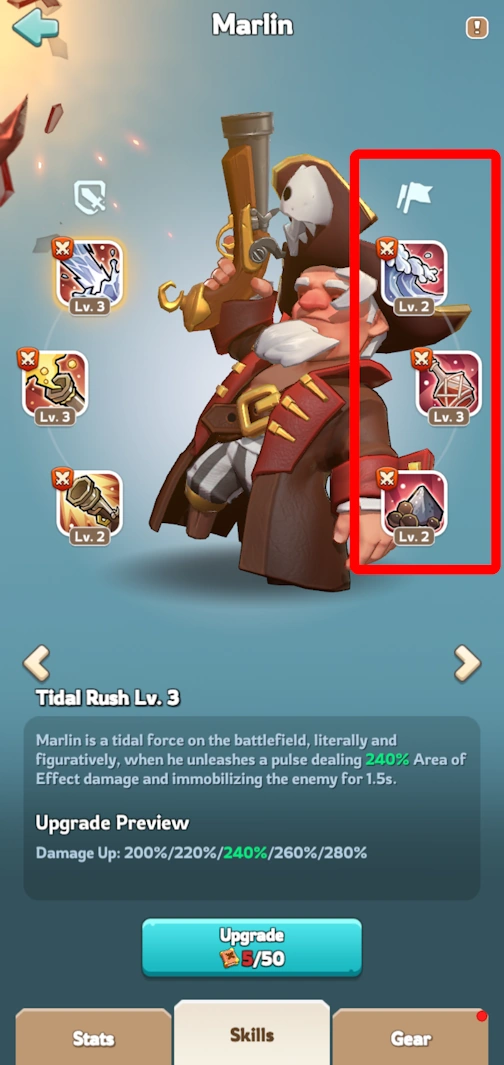 Marlin
Lv. 3
Lv. 2
Lv. 3
Lv. 3
Lv. 2
Lv. 2
Tidal Rush Lv. 3
Marlin is a tidal force on the battlefield, literally and
figuratively, when he unleashes a pulse dealing 240% Area of
Effect damage and immobilizing the enemy for 1.5s.
Upgrade Preview
Damage Up: 200%/220%/240%/260%/280%
Upgrade
5/50
Stats
Skills
Gear